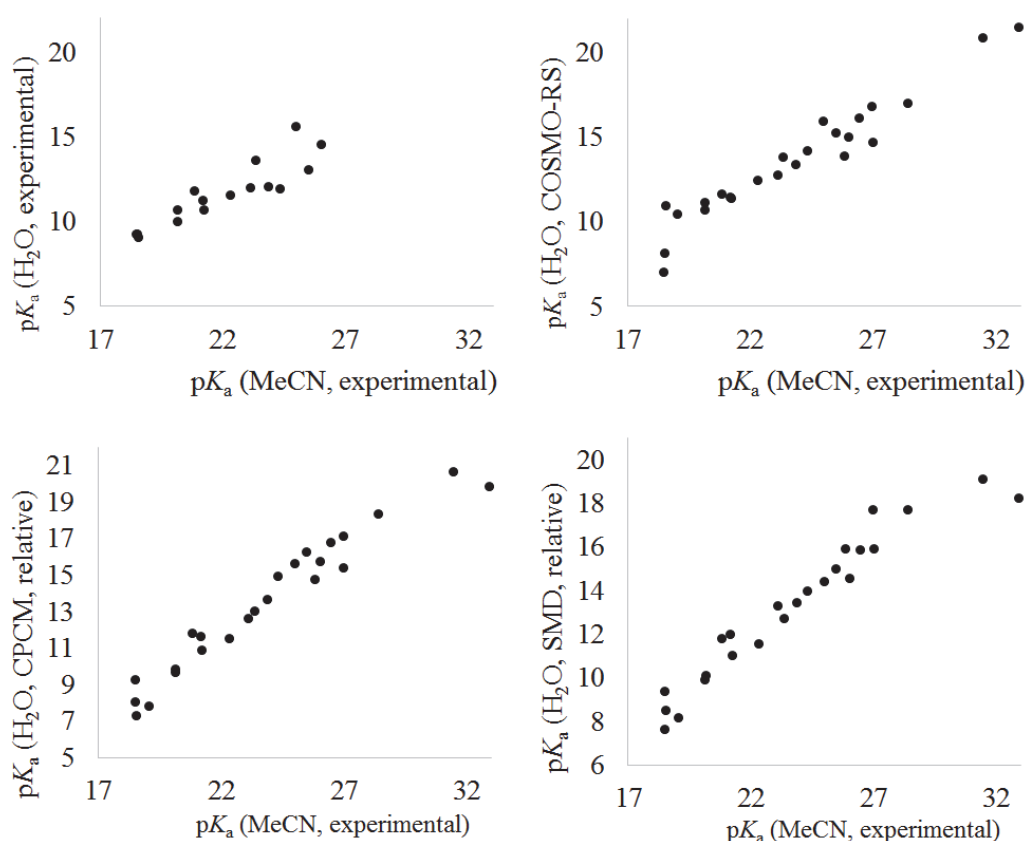 pKₐ (H₂O, experimental)
20
15
10
5
17 22 27 32
pKₐ (MeCN, experimental)
pKₐ (H₂O, COSMO-RS)
20
15
10
5
17 22 27 32
pKₐ (MeCN, experimental)
pKₐ (H₂O, CPCM, relative)
21
19
17
15
13
11
9
7
5
17 22 27 32
pKₐ (MeCN, experimental)
pKₐ (H₂O, SMD, relative)
20
18
16
14
12
10
8
6
17 22 27 32
pKₐ (MeCN, experimental)